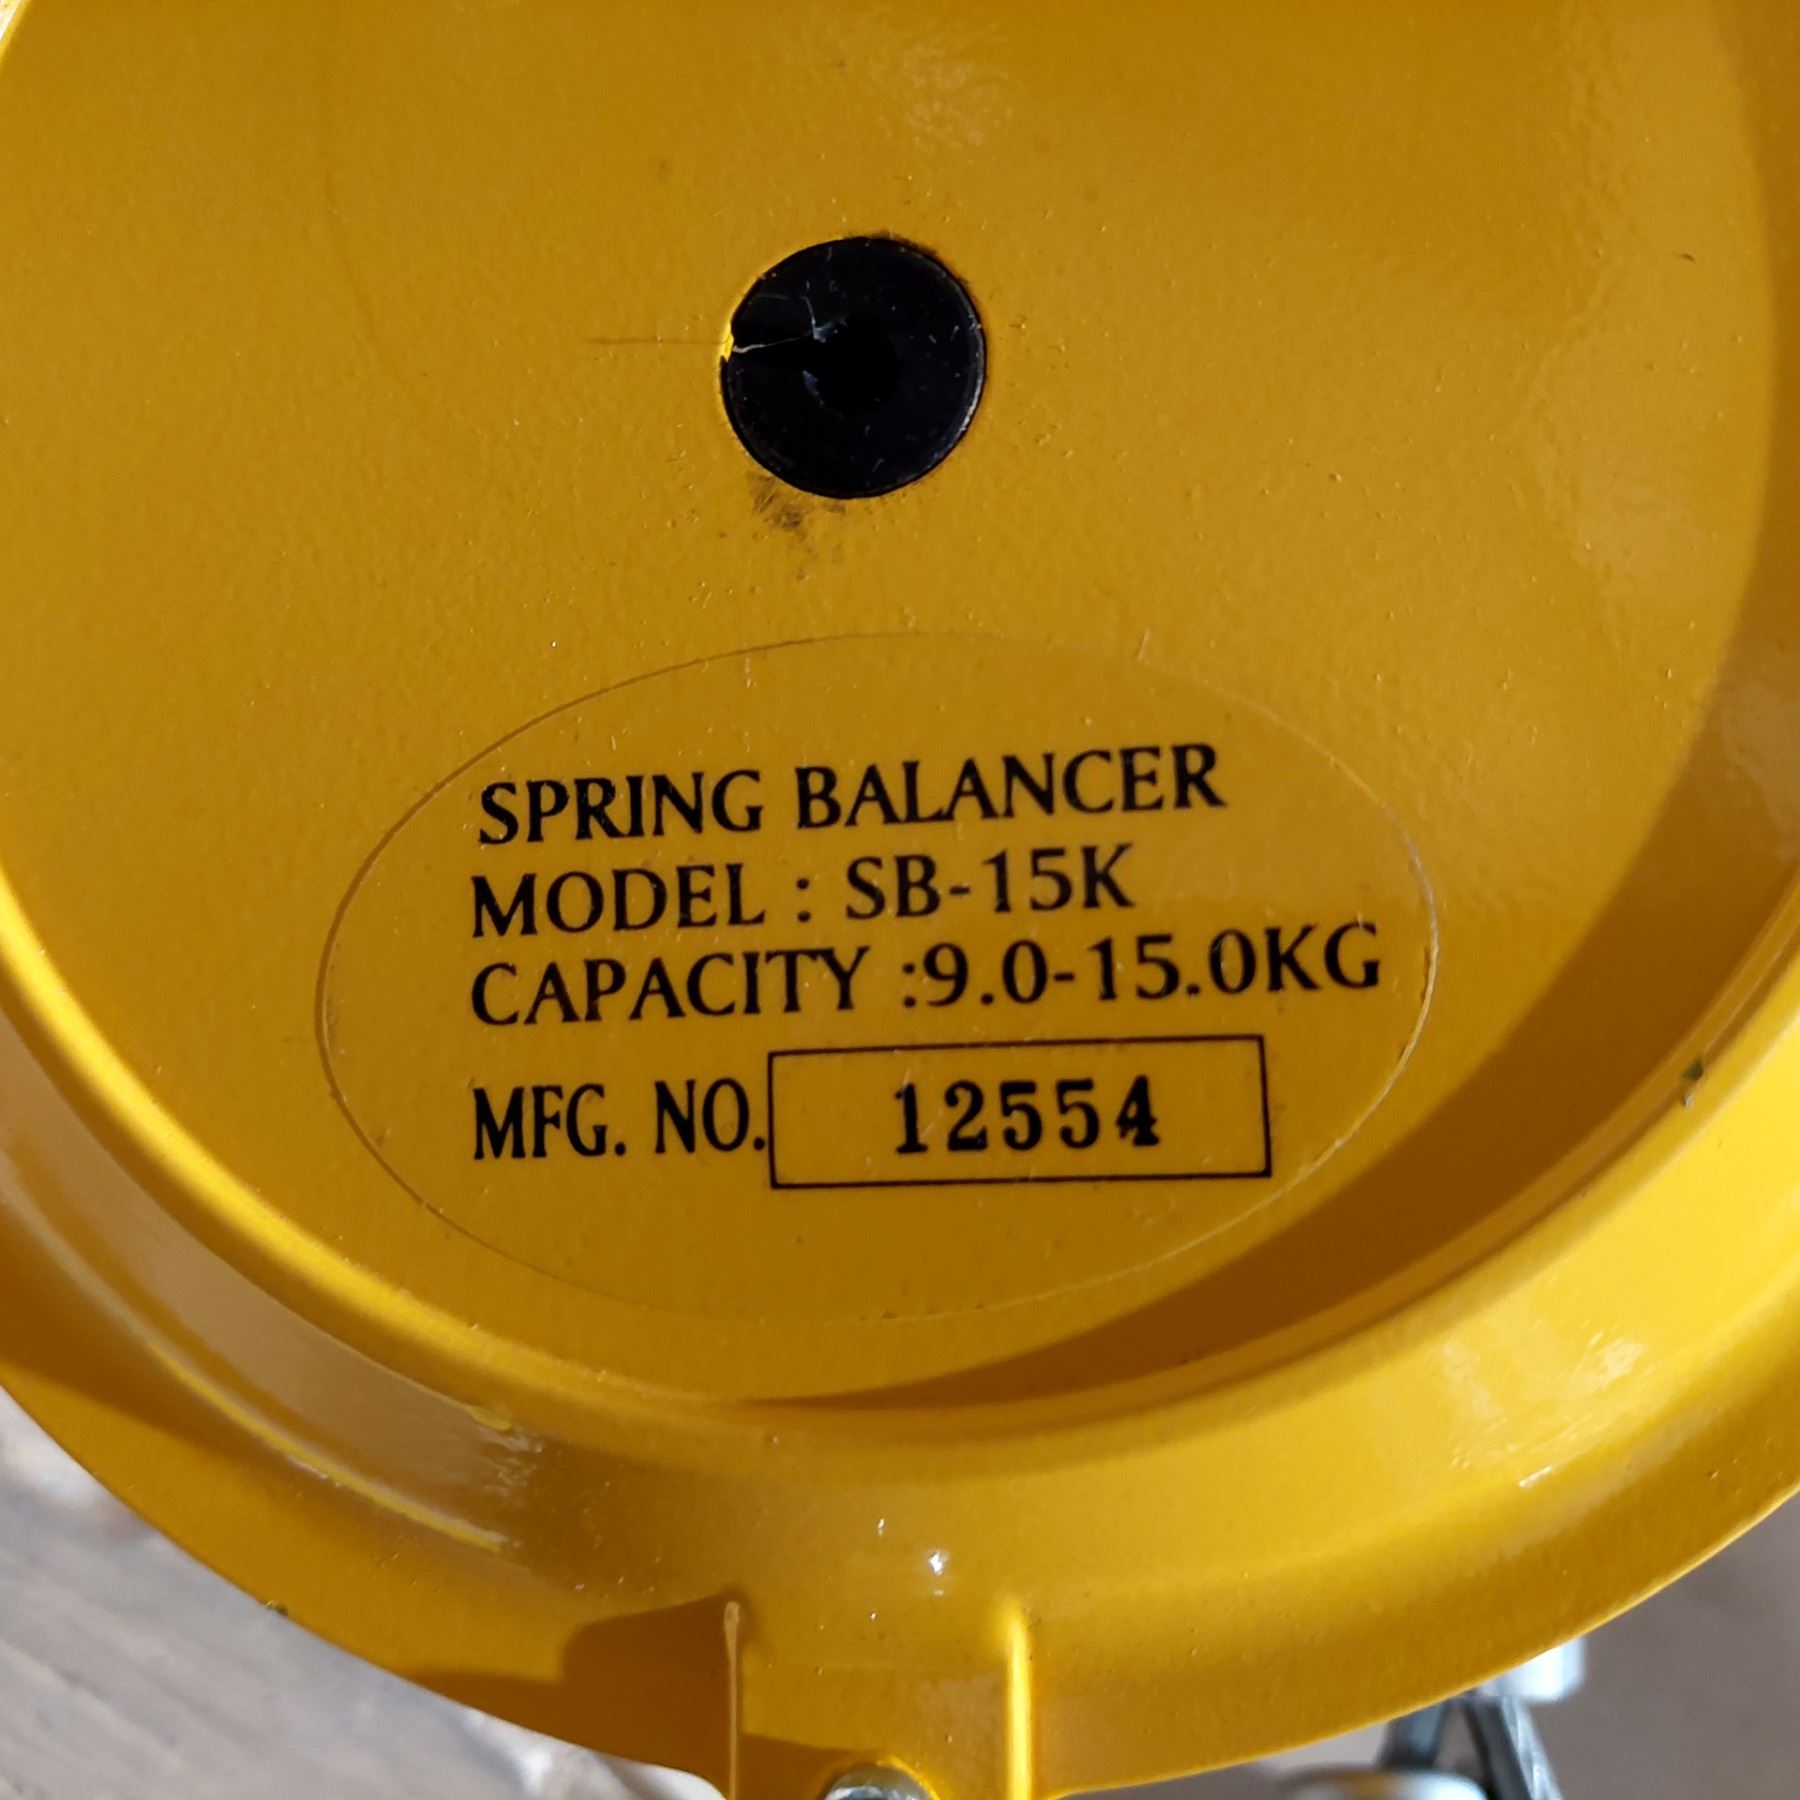 SPRING BALANCER
MODEL : SB-15K
CAPACITY :9.0-15.0KG
MFG. NO. 12554